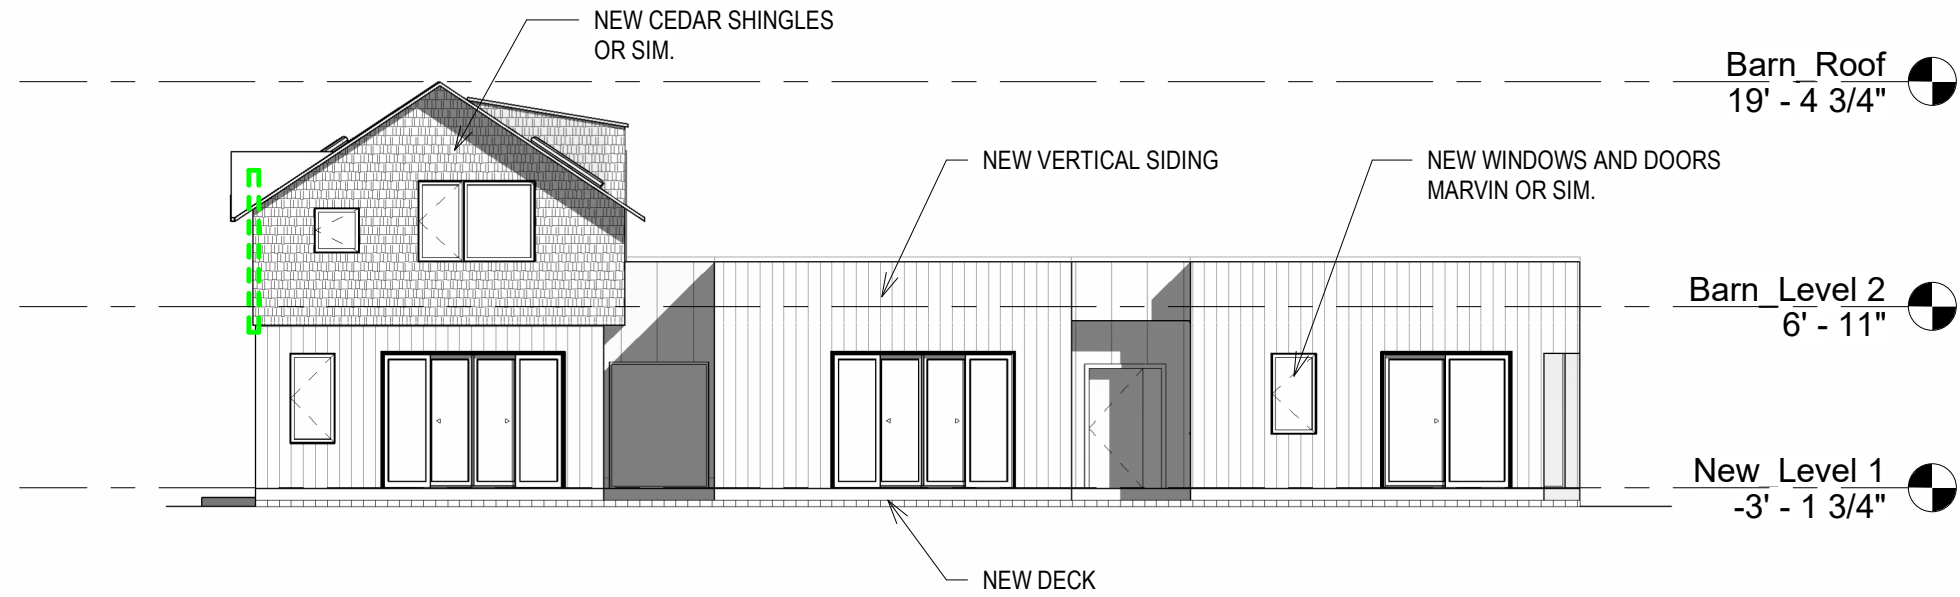 NEW CEDAR SHINGLES
OR SIM.
Barn_Roof
19' - 4 3/4"
NEW VERTICAL SIDING
NEW WINDOWS AND DOORS
MARVIN OR SIM.
Barn_Level 2
6' - 11"
New_Level 1
-3' - 1 3/4"
NEW DECK